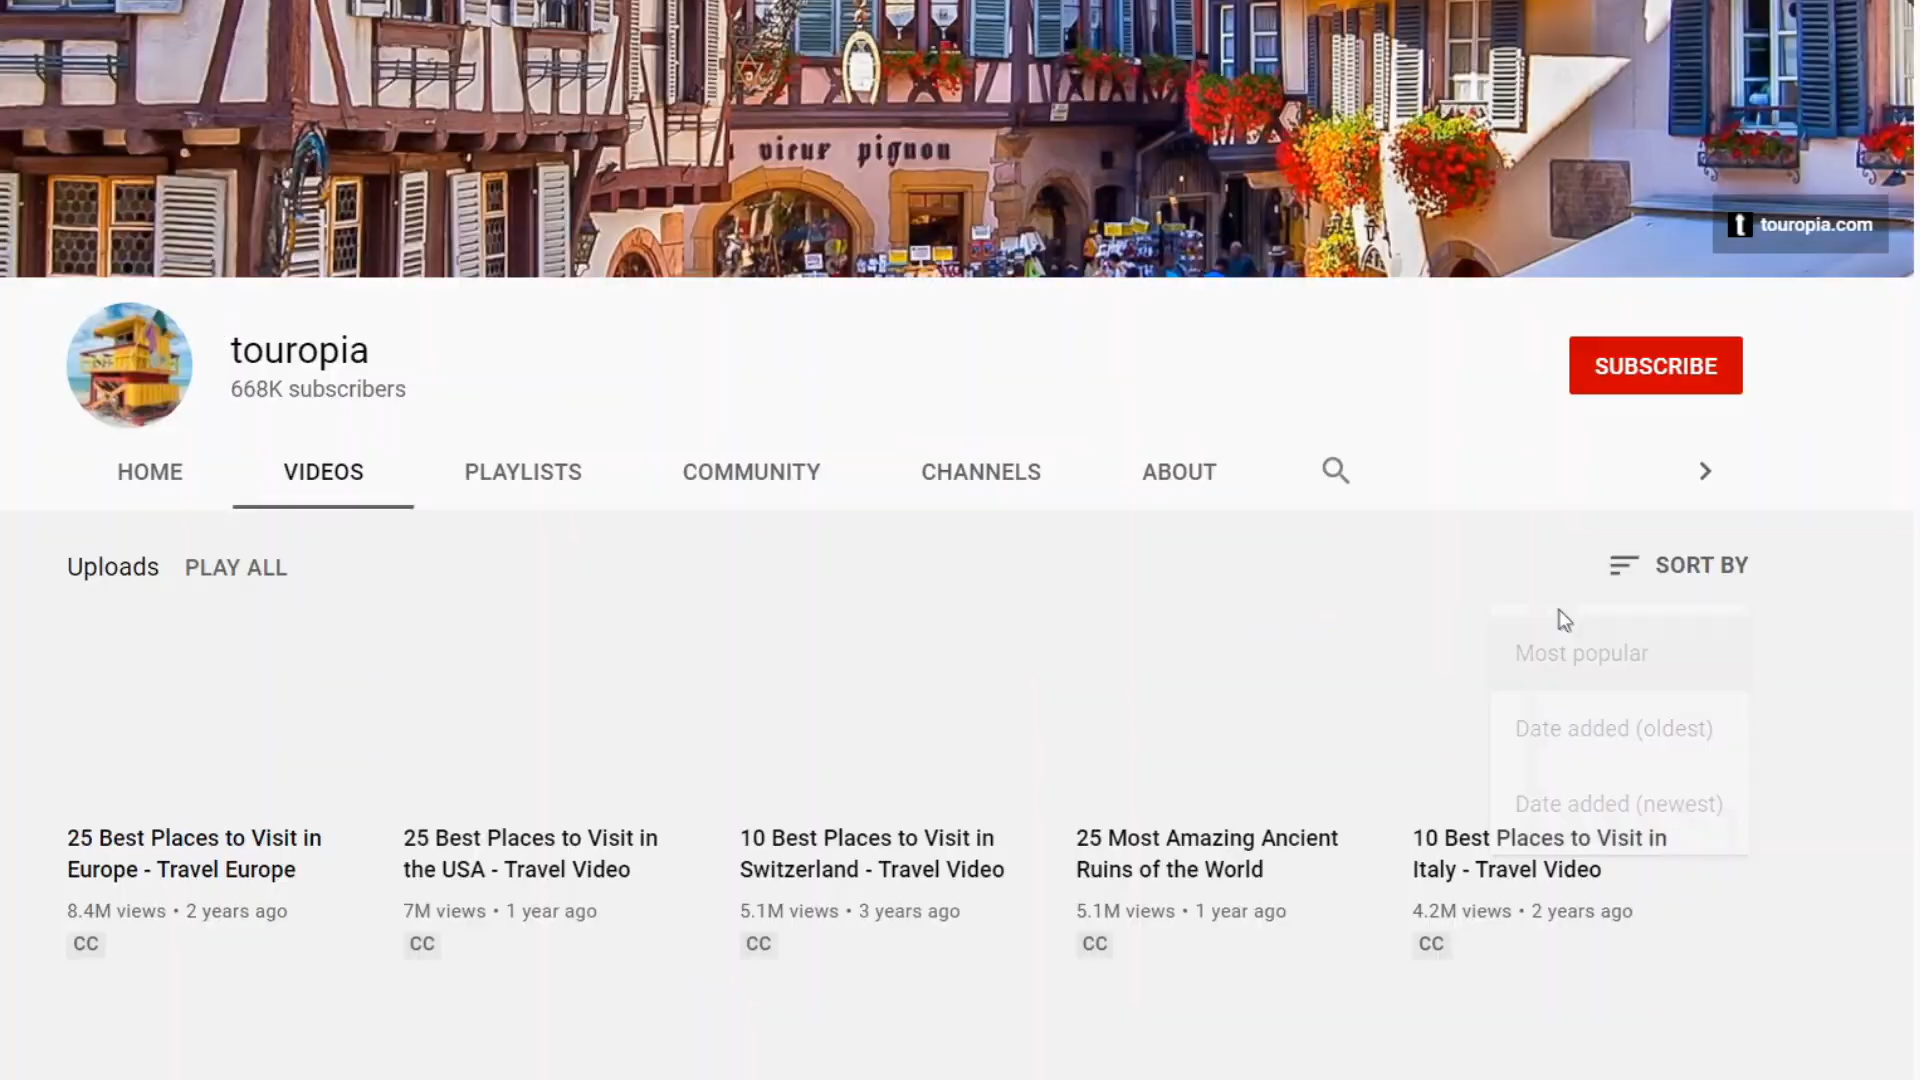 vieux pignon
touropia.com
touropia
668K subscribers
SUBSCRIBE
HOME VIDEOS PLAYLISTS COMMUNITY CHANNELS ABOUT
Uploads PLAY ALL
SORT BY
Most popular
Date added (oldest)
Date added (newest)
25 Best Places to Visit in
Europe - Travel Europe
8.4M views • 2 years ago
CC
25 Best Places to Visit in
the USA - Travel Video
7M views • 1 year ago
CC
10 Best Places to Visit in
Switzerland - Travel Video
5.1M views • 3 years ago
CC
25 Most Amazing Ancient
Ruins of the World
5.1M views • 1 year ago
CC
10 Best Places to Visit in
Italy - Travel Video
4.2M views • 2 years ago
CC